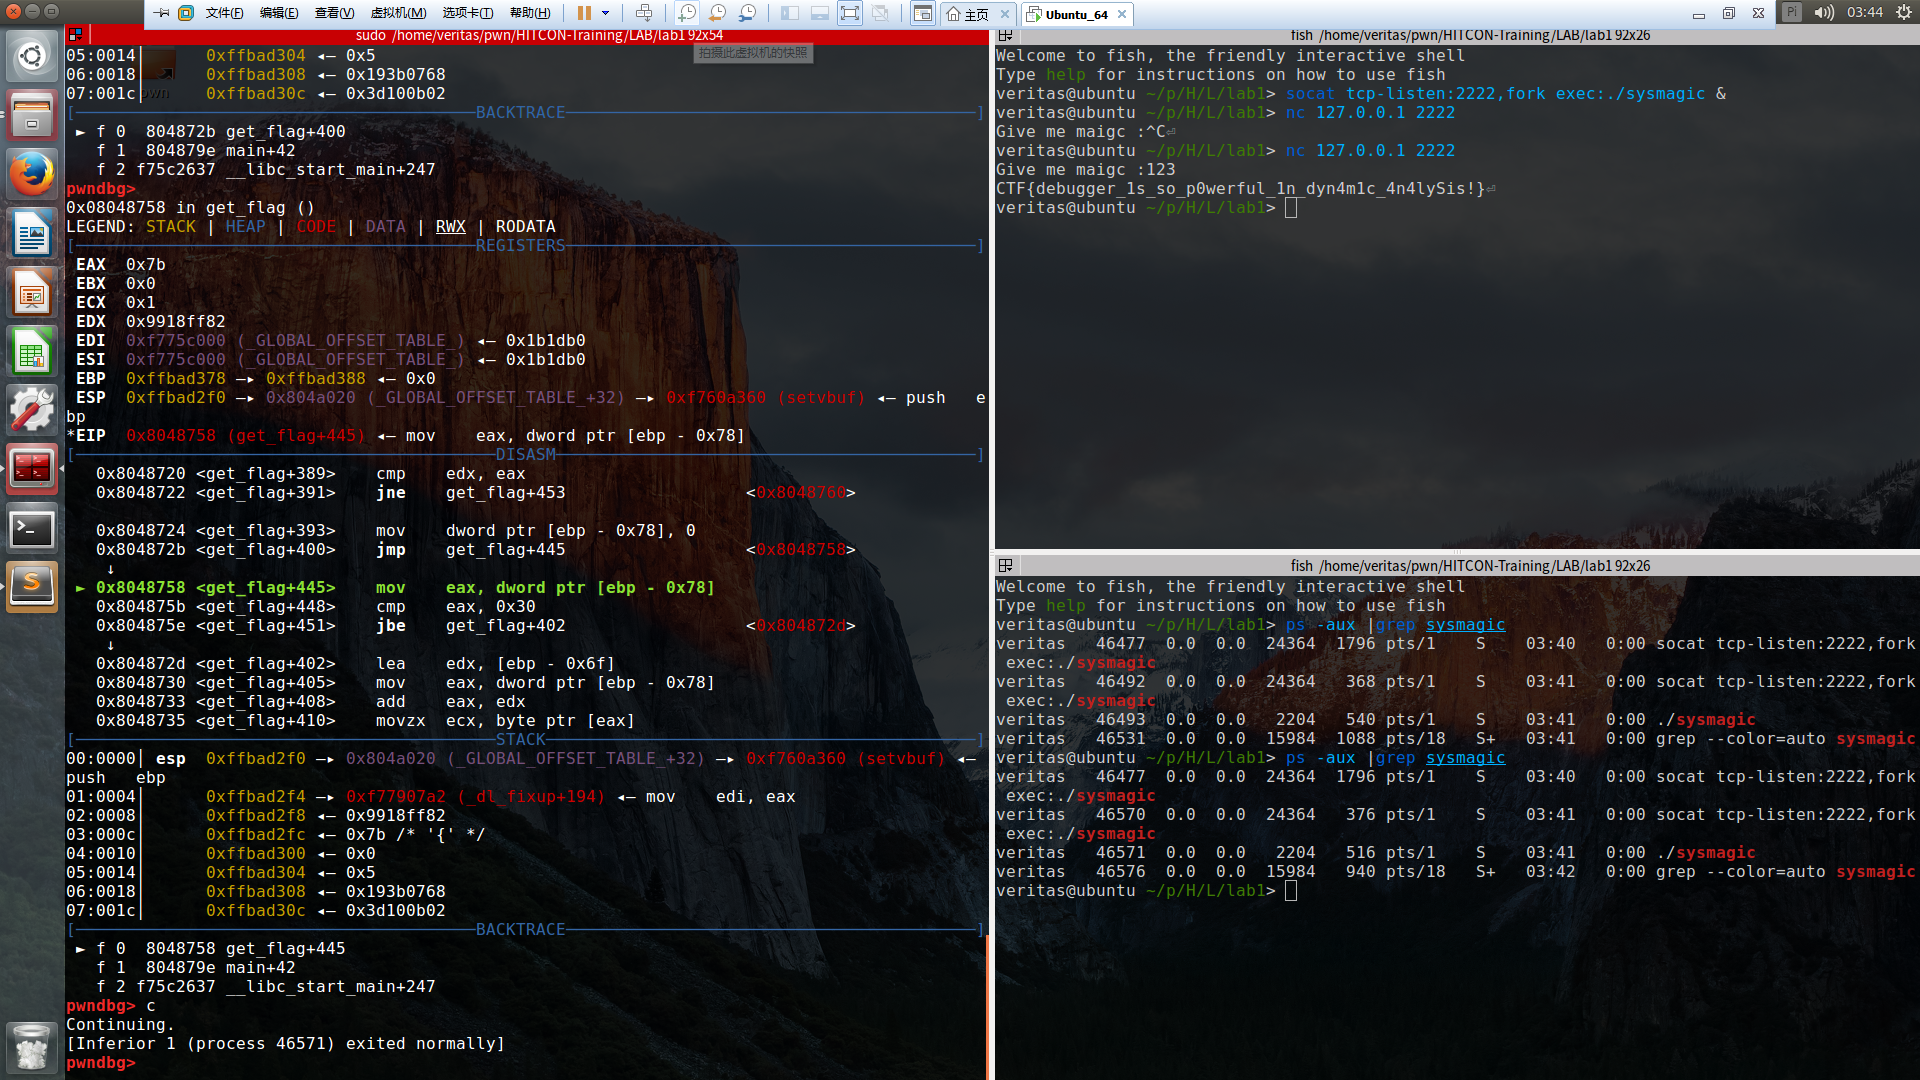 文件(F) 编辑(E) 查看(V) 虚拟机(M) 选项卡(T) 帮助(H) 主页 Ubuntu_64 03:44
拍摄此虚拟机的快照
sudo /home/veritas/pwn/HITCON-Training/LAB/lab1 92x54
05:0014│ 0xffbad304 ◂— 0x5
06:0018│ 0xffbad308 ◂— 0x193b0768
07:001c│ 0xffbad30c ◂— 0x3d100b02
[──────BACKTRACE──────]
► f 0 804872b get_flag+400
f 1 804879e main+42
f 2 f75c2637 __libc_start_main+247
pwndbg>
0x08048758 in get_flag ()
LEGEND: STACK | HEAP | CODE | DATA | RWX | RODATA
[──────REGISTERS──────]
EAX 0x7b
EBX 0x0
ECX 0x1
EDX 0x9918ff82
EDI 0xf775c000 (_GLOBAL_OFFSET_TABLE_) ◂— 0x1b1db0
ESI 0xf775c000 (_GLOBAL_OFFSET_TABLE_) ◂— 0x1b1db0
EBP 0xffbad378 —▸ 0xffbad388 ◂— 0x0
ESP 0xffbad2f0 —▸ 0x804a020 (_GLOBAL_OFFSET_TABLE_+32) —▸ 0xf760a360 (setvbuf) ◂— push e
bp
*EIP 0x8048758 (get_flag+445) ◂— mov eax, dword ptr [ebp - 0x78]
[──────DISASM──────]
0x8048720 <get_flag+389> cmp edx, eax
0x8048722 <get_flag+391> jne get_flag+453 <0x8048760>
0x8048724 <get_flag+393> mov dword ptr [ebp - 0x78], 0
0x804872b <get_flag+400> jmp get_flag+445 <0x8048758>
↓
► 0x8048758 <get_flag+445> mov eax, dword ptr [ebp - 0x78]
0x804875b <get_flag+448> cmp eax, 0x30
0x804875e <get_flag+451> jbe get_flag+402 <0x804872d>
↓
0x804872d <get_flag+402> lea edx, [ebp - 0x6f]
0x8048730 <get_flag+405> mov eax, dword ptr [ebp - 0x78]
0x8048733 <get_flag+408> add eax, edx
0x8048735 <get_flag+410> movzx ecx, byte ptr [eax]
[──────STACK──────]
00:0000│ esp 0xffbad2f0 —▸ 0x804a020 (_GLOBAL_OFFSET_TABLE_+32) —▸ 0xf760a360 (setvbuf) ◂—
push ebp
01:0004│ 0xffbad2f4 —▸ 0xf77907a2 (_dl_fixup+194) ◂— mov edi, eax
02:0008│ 0xffbad2f8 ◂— 0x9918ff82
03:000c│ 0xffbad2fc ◂— 0x7b /* '{' */
04:0010│ 0xffbad300 ◂— 0x0
05:0014│ 0xffbad304 ◂— 0x5
06:0018│ 0xffbad308 ◂— 0x193b0768
07:001c│ 0xffbad30c ◂— 0x3d100b02
[──────BACKTRACE──────]
► f 0 8048758 get_flag+445
f 1 804879e main+42
f 2 f75c2637 __libc_start_main+247
pwndbg> c
Continuing.
[Inferior 1 (process 46571) exited normally]
pwndbg>
fish /home/veritas/pwn/HITCON-Training/LAB/lab1 92x26
Welcome to fish, the friendly interactive shell
Type help for instructions on how to use fish
veritas@ubuntu ~/p/H/L/lab1> socat tcp-listen:2222,fork exec:./sysmagic &
veritas@ubuntu ~/p/H/L/lab1> nc 127.0.0.1 2222
Give me maigc :^C⏎
veritas@ubuntu ~/p/H/L/lab1> nc 127.0.0.1 2222
Give me maigc :123
CTF{debugger_1s_so_p0werful_1n_dyn4m1c_4n4lySis!}⏎
veritas@ubuntu ~/p/H/L/lab1>
fish /home/veritas/pwn/HITCON-Training/LAB/lab1 92x26
Welcome to fish, the friendly interactive shell
Type help for instructions on how to use fish
veritas@ubuntu ~/p/H/L/lab1> ps -aux |grep sysmagic
veritas 46477 0.0 0.0 24364 1796 pts/1 S 03:40 0:00 socat tcp-listen:2222,fork
exec:./sysmagic
veritas 46492 0.0 0.0 24364 368 pts/1 S 03:41 0:00 socat tcp-listen:2222,fork
exec:./sysmagic
veritas 46493 0.0 0.0 2204 540 pts/1 S 03:41 0:00 ./sysmagic
veritas 46531 0.0 0.0 15984 1088 pts/18 S+ 03:41 0:00 grep --color=auto sysmagic
veritas@ubuntu ~/p/H/L/lab1> ps -aux |grep sysmagic
veritas 46477 0.0 0.0 24364 1796 pts/1 S 03:40 0:00 socat tcp-listen:2222,fork
exec:./sysmagic
veritas 46570 0.0 0.0 24364 376 pts/1 S 03:41 0:00 socat tcp-listen:2222,fork
exec:./sysmagic
veritas 46571 0.0 0.0 2204 516 pts/1 S 03:41 0:00 ./sysmagic
veritas 46576 0.0 0.0 15984 940 pts/18 S+ 03:42 0:00 grep --color=auto sysmagic
veritas@ubuntu ~/p/H/L/lab1>